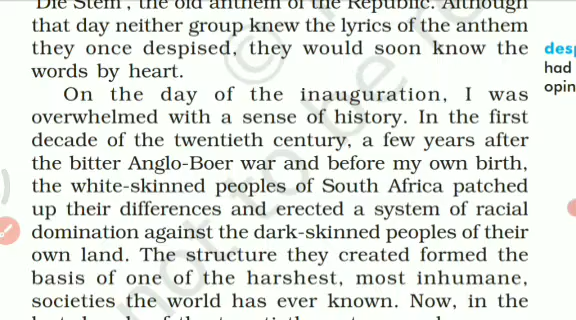 'Die Stem', the old anthem of the Republic. Although
that day neither group knew the lyrics of the anthem
they once despised, they would soon know the
words by heart.
desp
had
opin
On the day of the inauguration, I was
overwhelmed with a sense of history. In the first
decade of the twentieth century, a few years after
the bitter Anglo-Boer war and before my own birth,
the white-skinned peoples of South Africa patched
up their differences and erected a system of racial
domination against the dark-skinned peoples of their
own land. The structure they created formed the
basis of one of the harshest, most inhumane,
societies the world has ever known. Now, in the